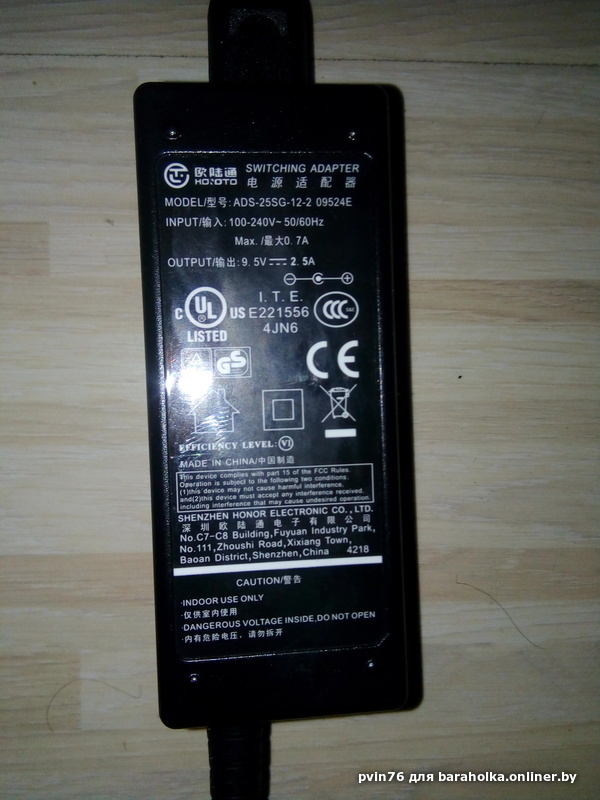 欧陆通 SWITCHING ADAPTER
HONOTO 电源适配器
MODEL/型号: ADS-25SG-12-2 09524E
INPUT/输入: 100-240V~ 50/60Hz
Max. /最大0.7A
OUTPUT/输出: 9.5V 2.5A
I.T.E.
c UL US E221556 CCC S&E
LISTED 4JN6
GS CE
EFFICIENCY LEVEL: VI
MADE IN CHINA/中国制造
This device complies with part 15 of the FCC Rules.
Operation is subject to the following two conditions.
(1)this device may not cause harmful interference,
and(2)this device must accept any interference received,
including interference that may cause undesired operation.
SHENZHEN HONOR ELECTRONIC CO., LTD.
深圳欧陆通电子有限公司
No.C7-C8 Building,Fuyuan Industry Park,
No.111,Zhoushi Road,Xixiang Town,
Baoan District,Shenzhen,China 4218
CAUTION/警告
·INDOOR USE ONLY
·仅供室内使用
·DANGEROUS VOLTAGE INSIDE,DO NOT OPEN
·内有危险电压，请勿拆开
pvin76 для baraholka.onliner.by